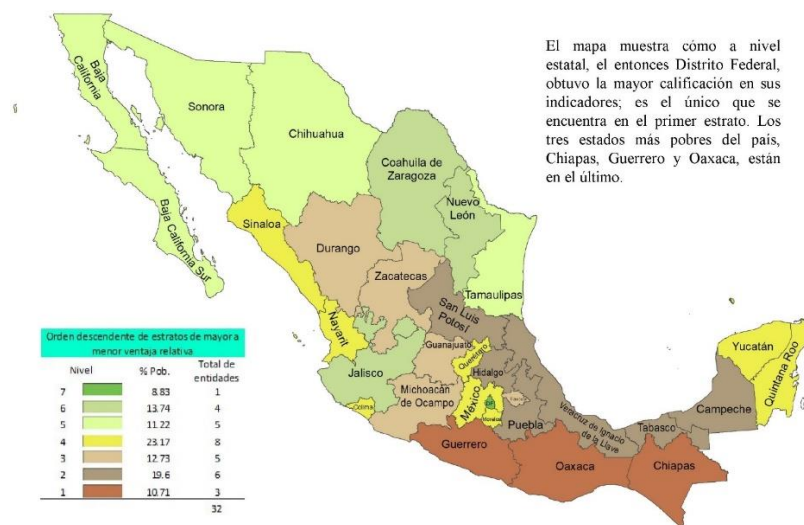 El mapa muestra cómo a nivel
estatal, el entonces Distrito Federal,
obtuvo la mayor calificación en sus
indicadores; es el único que se
encuentra en el primer estrato. Los
tres estados más pobres del país,
Chiapas, Guerrero y Oaxaca, están
en el último.
Baja
California
Sonora
Chihuahua
Coahuila de
Zaragoza
Nuevo
León
Baja California Sur
Sinaloa
Durango
Zacatecas
Tamaulipas
San Luis
Potosí
Nayarit
Guanajuato
Querétaro
Hidalgo
Jalisco
Michoacán
de Ocampo
Colima
México
DF
Morelos
Puebla
Veracruz de Ignacio
de la Llave
Tabasco
Campeche
Yucatán
Quintana Roo
Guerrero
Oaxaca
Chiapas
Orden descendente de estratos de mayor a
menor ventaja relativa
Nivel % Pob. Total de
entidades
7 8.83 1
6 13.74 4
5 11.22 5
4 23.17 8
3 12.73 5
2 19.6 6
1 10.71 3
32